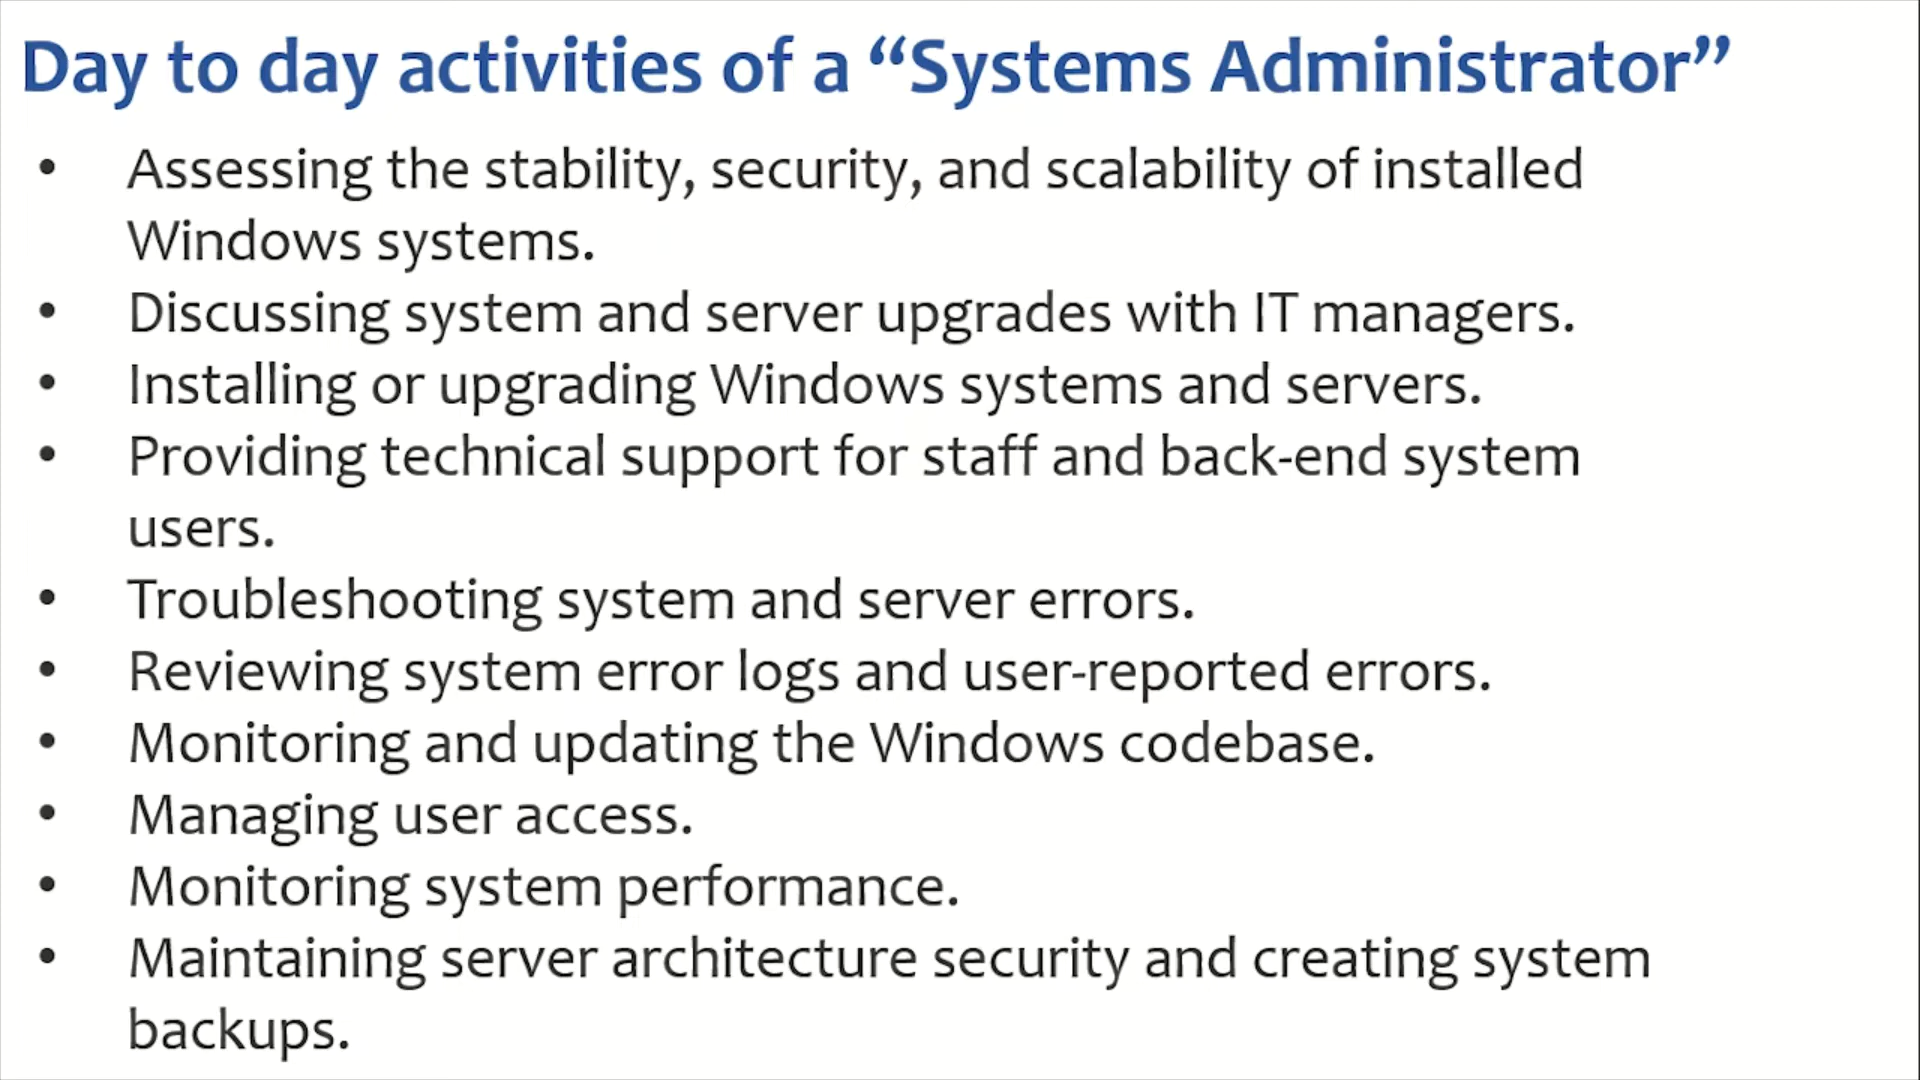 Day to day activities of a “Systems Administrator”
• Assessing the stability, security, and scalability of installed
Windows systems.
• Discussing system and server upgrades with IT managers.
• Installing or upgrading Windows systems and servers.
• Providing technical support for staff and back-end system
users.
• Troubleshooting system and server errors.
• Reviewing system error logs and user-reported errors.
• Monitoring and updating the Windows codebase.
• Managing user access.
• Monitoring system performance.
• Maintaining server architecture security and creating system
backups.